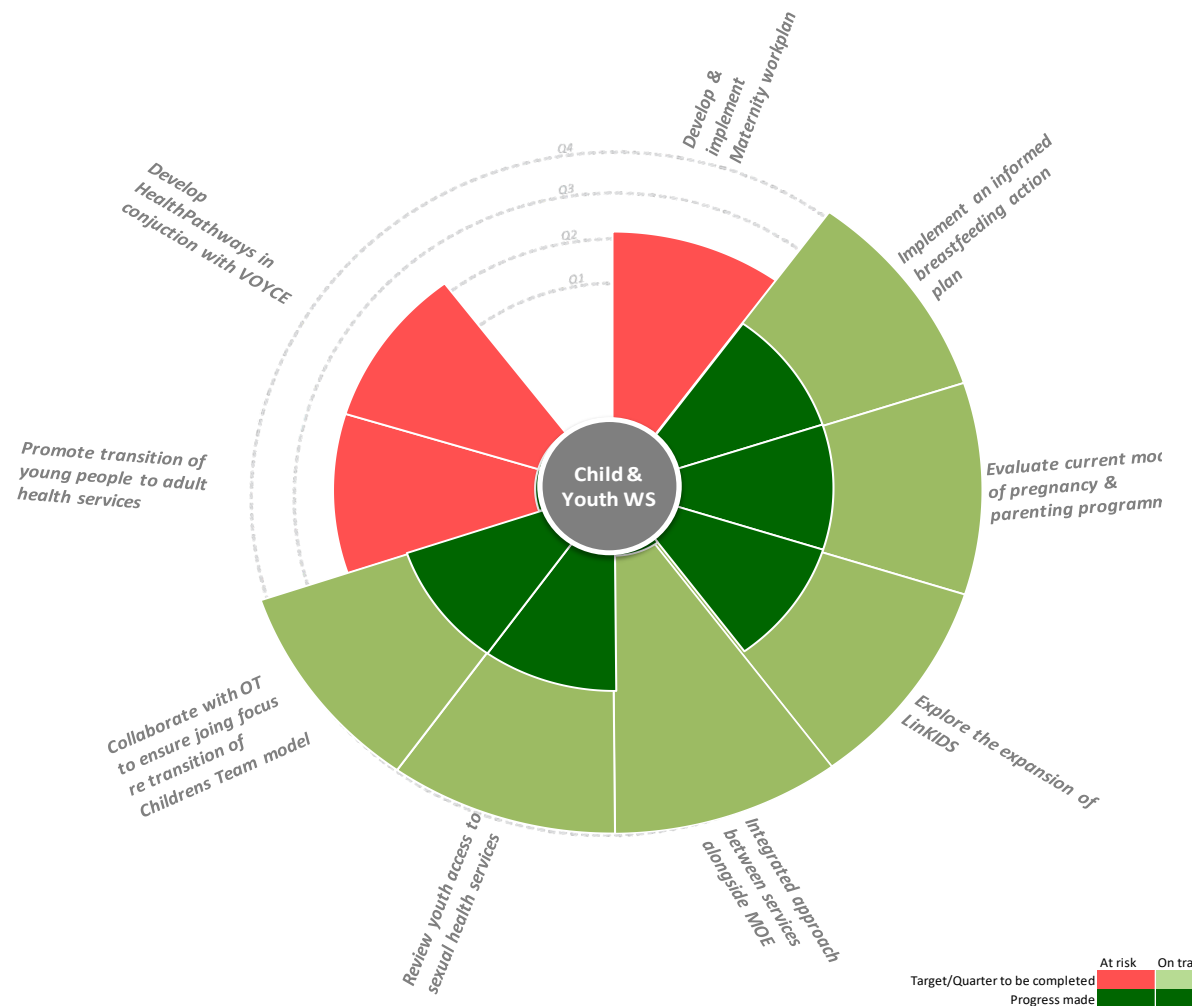 Develop &
implement
Maternity workplan
Implement an informed
breastfeeding action
plan
Evaluate current
of pregnancy &
parenting
Explore the expansion of
LinKIDS
Integrated approach
between services
alongside MOE
Review youth access to
sexual health services
Collaborate with OT
to ensure joing focus
re transition of
Childrens Team model
Promote transition of
young people to adult
health services
Develop
HealthPathways in
conjuction with VOYCE
Q4
Q3
Q2
Q1
Child &
Youth WS
At risk On
Target/Quarter to be completed
Progress made